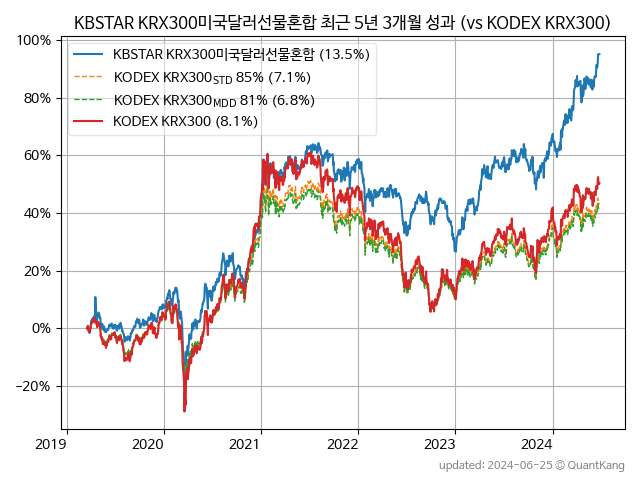 KBSTAR KRX300미국달러선물혼합 최근 5년 3개월 성과 (vs KODEX KRX300)
100%
80%
60%
40%
20%
0%
−20%
KBSTAR KRX300미국달러선물혼합 (13.5%)
KODEX KRX300STD 85% (7.1%)
KODEX KRX300MDD 81% (6.8%)
KODEX KRX300 (8.1%)
2019 2020 2021 2022 2023 2024
updated: 2024-06-25 ⓒ QuantKang